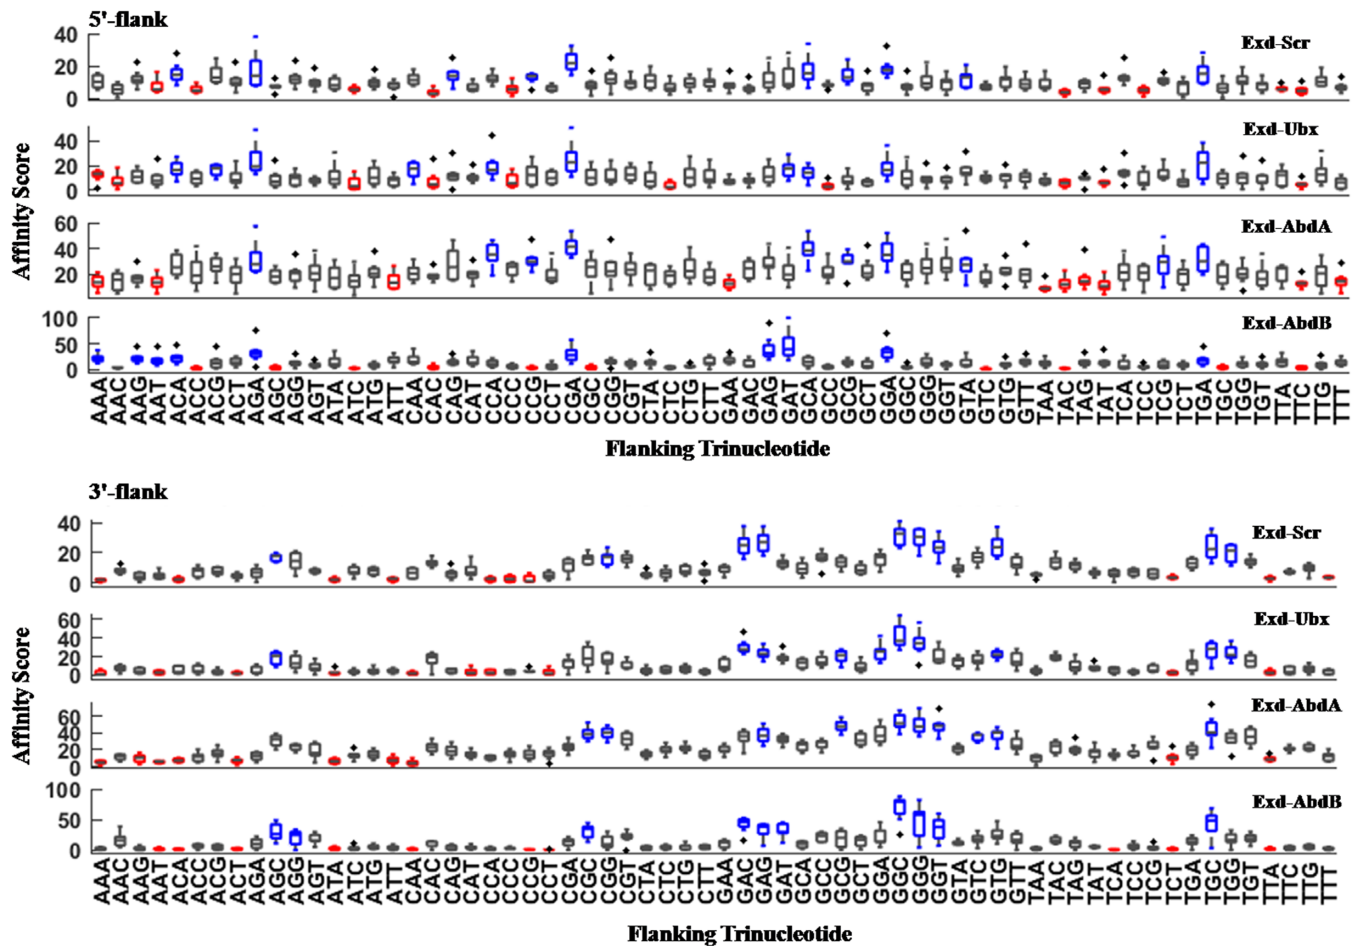 5'-flank
Affinity Score
40
20
0
Exd-Scr
40
20
0
Exd-Ubx
60
40
20
Exd-AbdA
100
50
0
Exd-AbdB
AAA AAC AAG AAT ACA ACC ACG ACT AGA AGC AGG AGT ATA ATC ATG ATT CAA CAC CAG CAT CCA CCC CCG CCT CGA CGC CGG CGT CTA CTC CTG CTT GAA GAC GAG GAT GCA GCC GCG GCT GGA GGC GGG GGT GTA GTC GTG GTT TAA TAC TAG TAT TCA TCC TCG TCT TGA TGC TGG TGT TTA TTC TTG TTT
Flanking Trinucleotide
3'-flank
Affinity Score
40
20
0
Exd-Scr
60
40
20
0
Exd-Ubx
60
40
20
0
Exd-AbdA
100
50
0
Exd-AbdB
AAA AAC AAG AAT ACA ACC ACG ACT AGA AGC AGG AGT ATA ATC ATG ATT CAA CAC CAG CAT CCA CCC CCG CCT CGA CGC CGG CGT CTA CTC CTG CTT GAA GAC GAG GAT GCA GCC GCG GCT GGA GGC GGG GGT GTA GTC GTG GTT TAA TAC TAG TAT TCA TCC TCG TCT TGA TGC TGG TGT TTA TTC TTG TTT
Flanking Trinucleotide